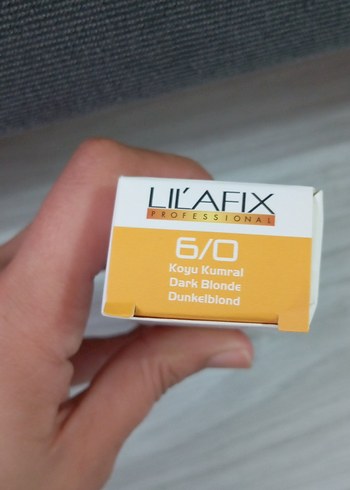 LIL'AFIX
PROFESSIONAL
6/0
Koyu Kumral
Dark Blonde
Dunkelblond